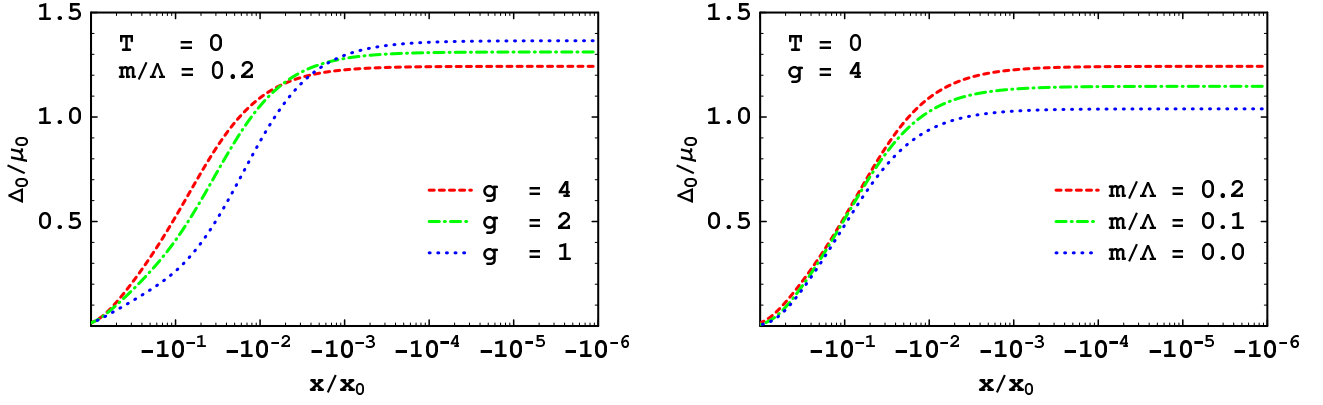 T = 0
m/Λ = 0.2
1.5
1.0
0.5
Δ₀/μ₀
g = 4
g = 2
g = 1
-10⁻¹ -10⁻² -10⁻³ -10⁻⁴ -10⁻⁵ -10⁻⁶
x/x₀
T = 0
g = 4
1.5
1.0
0.5
Δ₀/μ₀
m/Λ = 0.2
m/Λ = 0.1
m/Λ = 0.0
-10⁻¹ -10⁻² -10⁻³ -10⁻⁴ -10⁻⁵ -10⁻⁶
x/x₀